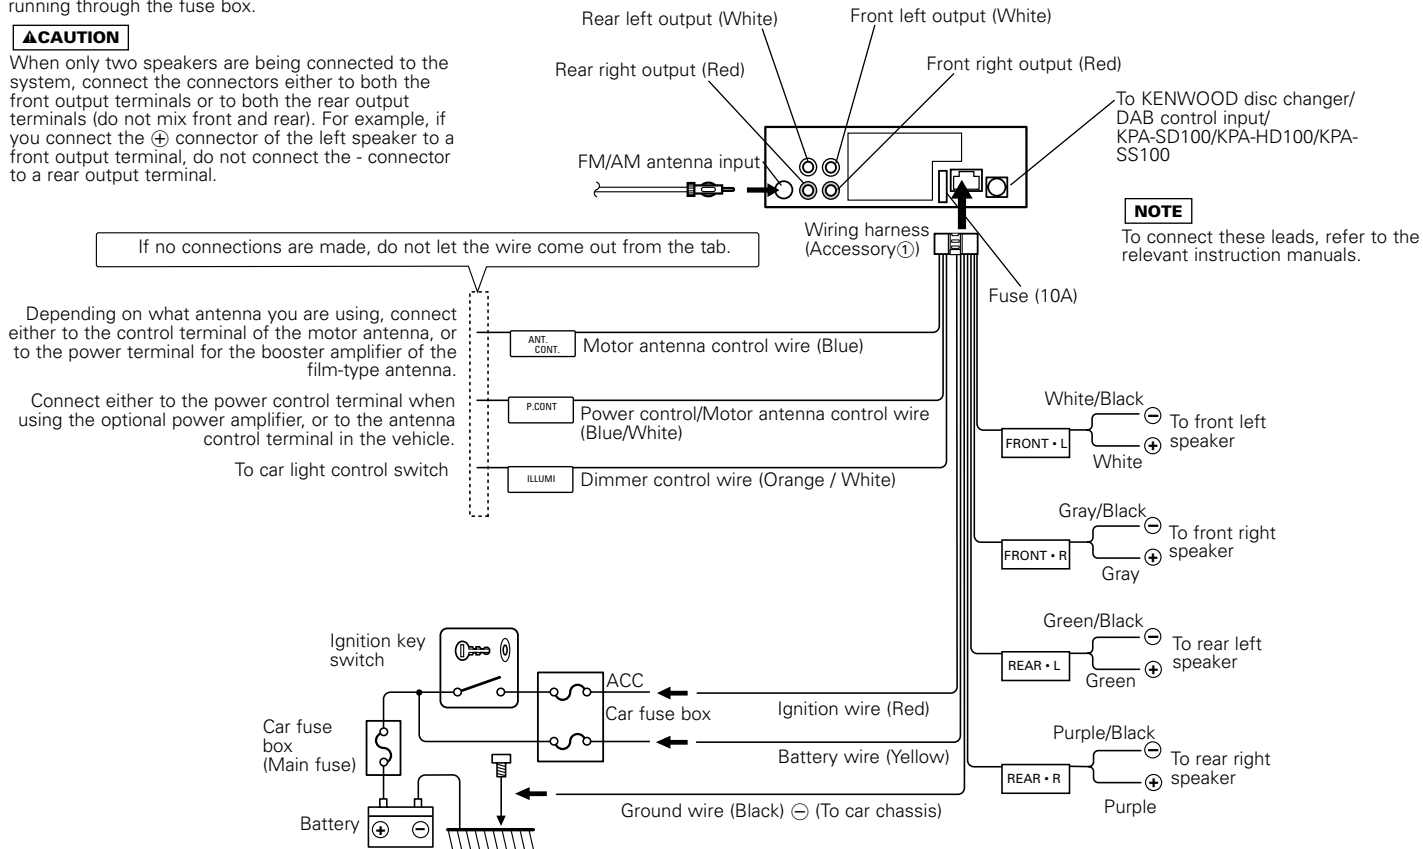 running through the fuse box.
⚠CAUTION
When only two speakers are being connected to the
system, connect the connectors either to both the
front output terminals or to both the rear output
terminals (do not mix front and rear). For example, if
you connect the ⊕ connector of the left speaker to a
front output terminal, do not connect the - connector
to a rear output terminal.
Rear left output (White)
Front left output (White)
Rear right output (Red)
Front right output (Red)
FM/AM antenna input
To KENWOOD disc changer/
DAB control input/
KPA-SD100/KPA-HD100/KPA-
SS100
NOTE
To connect these leads, refer to the
relevant instruction manuals.
Wiring harness
(Accessory①)
Fuse (10A)
If no connections are made, do not let the wire come out from the tab.
Depending on what antenna you are using, connect
either to the control terminal of the motor antenna, or
to the power terminal for the booster amplifier of the
film-type antenna.
ANT.
CONT.
Motor antenna control wire (Blue)
Connect either to the power control terminal when
using the optional power amplifier, or to the antenna
control terminal in the vehicle.
P.CONT
Power control/Motor antenna control wire
(Blue/White)
To car light control switch
ILLUMI
Dimmer control wire (Orange / White)
White/Black
⊖
FRONT • L
To front left
speaker
⊕
White
Gray/Black
⊖
FRONT • R
To front right
speaker
⊕
Gray
Green/Black
⊖
REAR • L
To rear left
speaker
⊕
Green
Purple/Black
⊖
REAR • R
To rear right
speaker
⊕
Purple
Ignition key
switch
ACC
Car fuse box
Ignition wire (Red)
Car fuse
box
(Main fuse)
Battery wire (Yellow)
Ground wire (Black) ⊖ (To car chassis)
Battery
⊕ ⊖